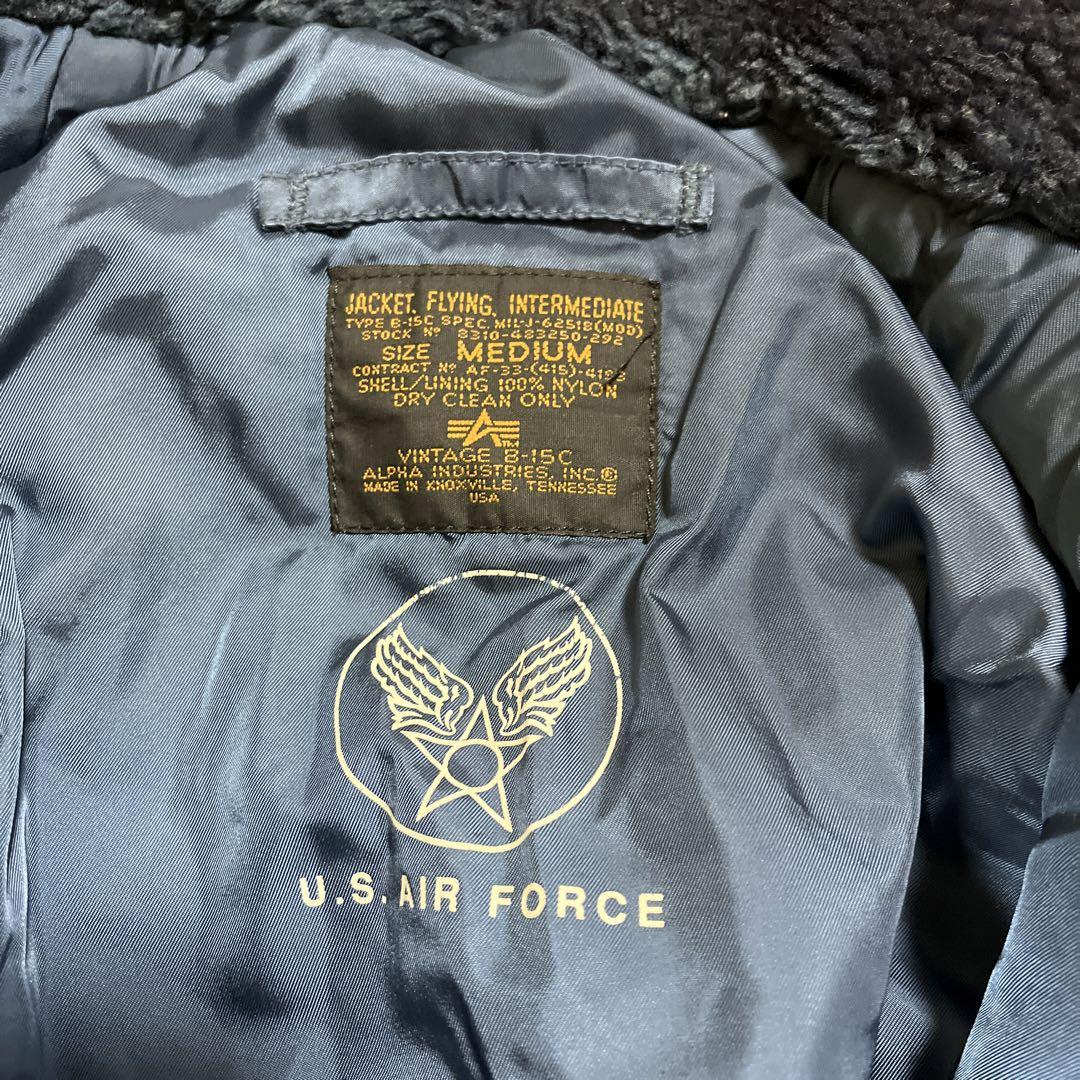 JACKET, FLYING, INTERMEDIATE
TYPE B-15C, SPEC. MIL-J-6251B(MOD)
STOCK Nº 8310-483250-292
SIZE MEDIUM
CONTRACT Nº AF-33-(415)-4193
SHELL/LINING 100% NYLON
DRY CLEAN ONLY
A™
VINTAGE B-15C
ALPHA INDUSTRIES, INC.®
MADE IN KNOXVILLE, TENNESSEE
USA
U.S. AIR FORCE